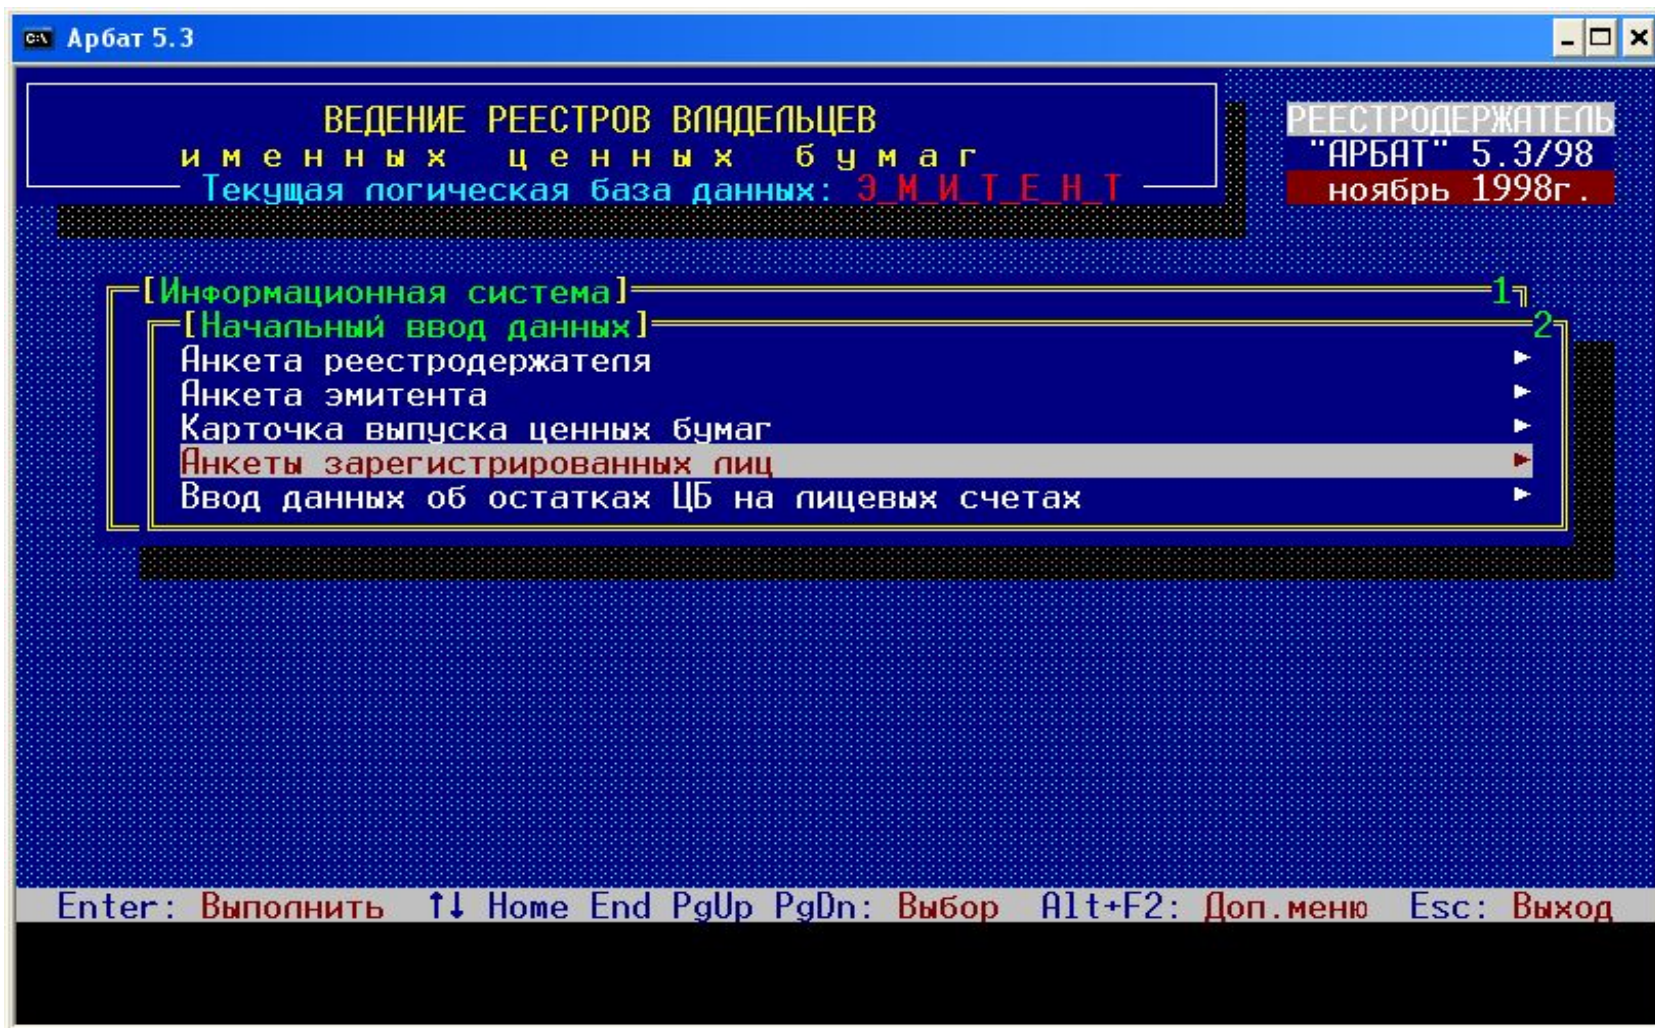 Арбат 5.3
ВЕДЕНИЕ РЕЕСТРОВ ВЛАДЕЛЬЦЕВ
и м е н н ы х ц е н н ы х б у м а г
Текущая логическая база данных: Э_М_И_Т_Е_Н_Т
РЕЕСТРОДЕРЖАТЕЛЬ
"АРБАТ" 5.3/98
ноябрь 1998г.
[Информационная система] 1
[Начальный ввод данных] 2
Анкета реестродержателя
Анкета эмитента
Карточка выпуска ценных бумаг
Анкеты зарегистрированных лиц
Ввод данных об остатках ЦБ на лицевых счетах
Enter: Выполнить ↑↓ Home End PgUp PgDn: Выбор Alt+F2: Доп.меню Esc: Выход